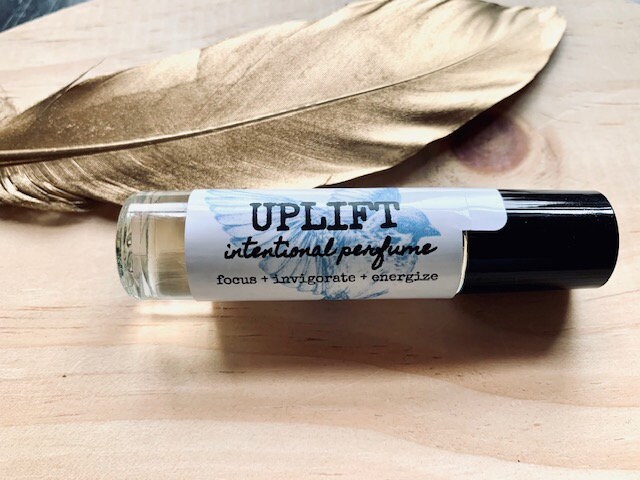 UPLIFT
intentional perfume
focus + invigorate + energize